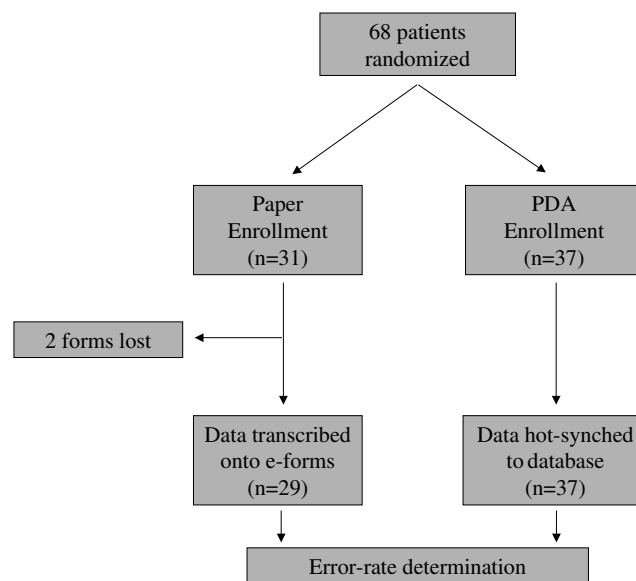 68 patients
randomized
Paper
Enrollment
(n=31)
PDA
Enrollment
(n=37)
2 forms lost
Data transcribed
onto e-forms
(n=29)
Data hot-synched
to database
(n=37)
Error-rate determination